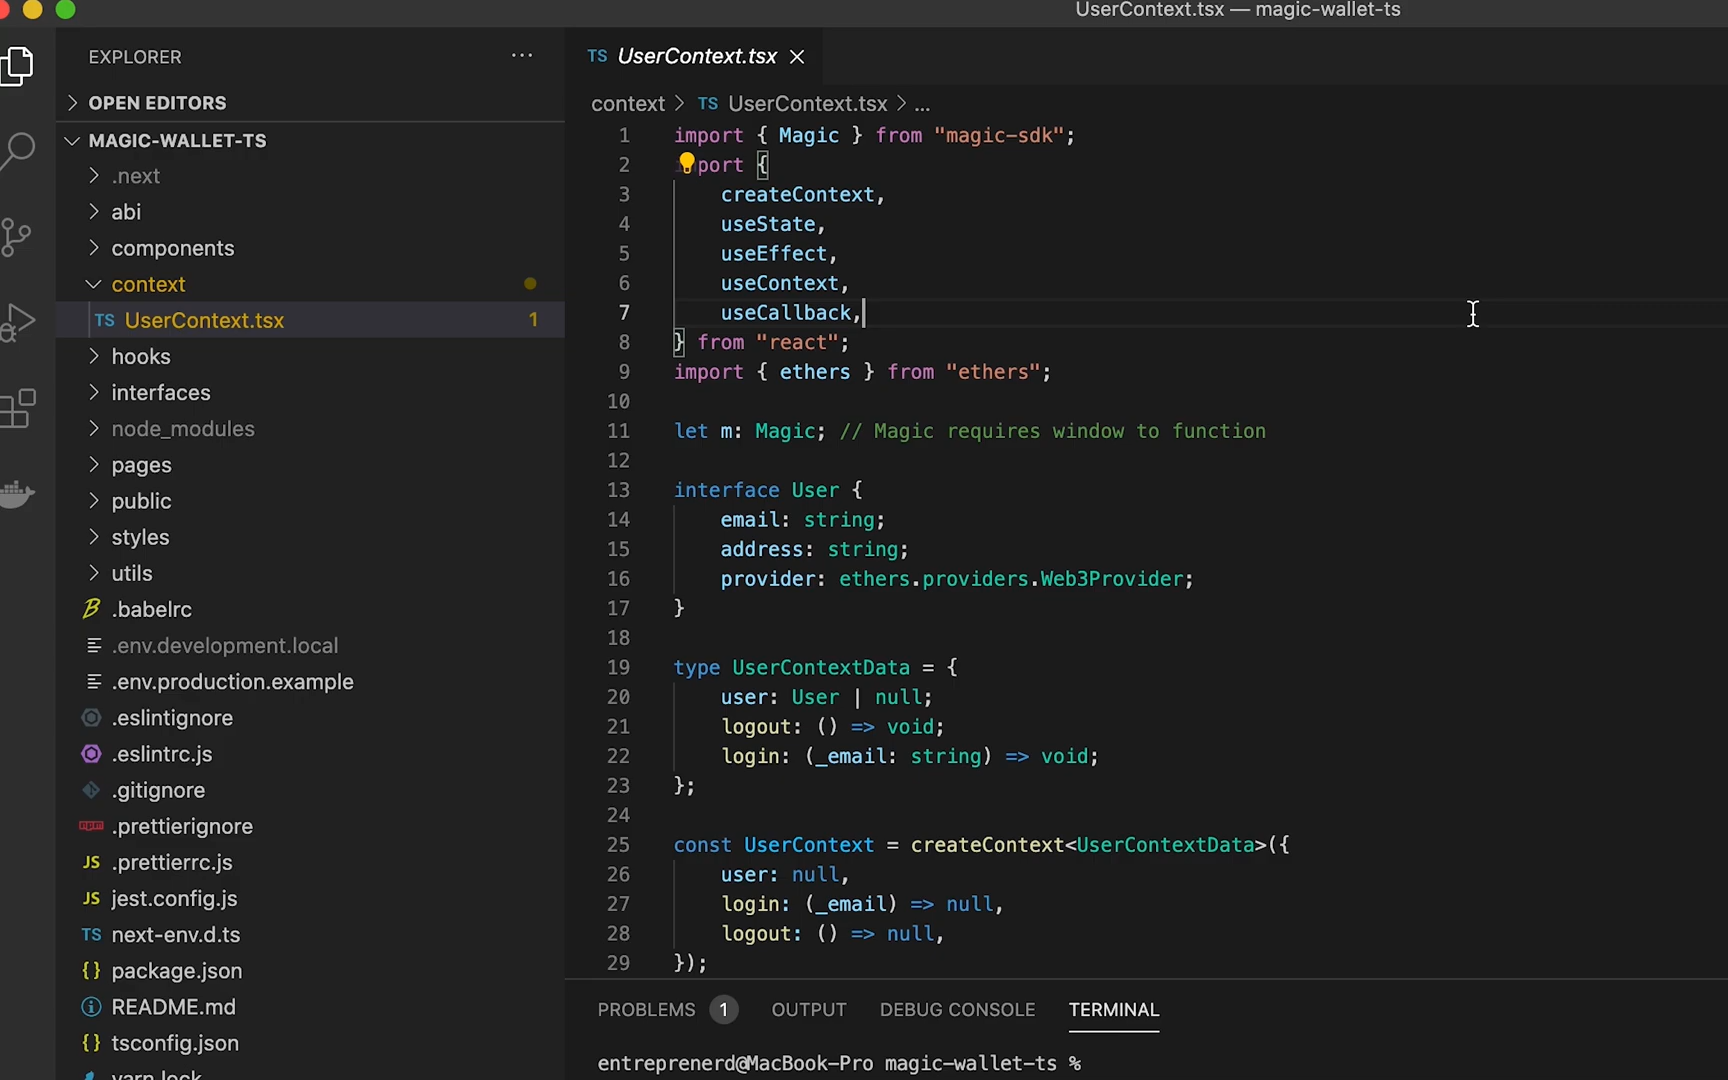 UserContext.tsx — magic-wallet-ts
EXPLORER
OPEN EDITORS
MAGIC-WALLET-TS
.next
abi
components
context
TS UserContext.tsx 1
hooks
interfaces
node_modules
pages
public
styles
utils
.babelrc
.env.development.local
.env.production.example
.eslintignore
.eslintrc.js
.gitignore
npm .prettierignore
JS .prettierrc.js
JS jest.config.js
TS next-env.d.ts
{} package.json
README.md
{} tsconfig.json
yarn.lock
TS UserContext.tsx
context > TS UserContext.tsx > ...
1 import { Magic } from "magic-sdk";
2 port {
3 createContext,
4 useState,
5 useEffect,
6 useContext,
7 useCallback,
8 } from "react";
9 import { ethers } from "ethers";
10
11 let m: Magic; // Magic requires window to function
12
13 interface User {
14 email: string;
15 address: string;
16 provider: ethers.providers.Web3Provider;
17 }
18
19 type UserContextData = {
20 user: User | null;
21 logout: () => void;
22 login: (_email: string) => void;
23 };
24
25 const UserContext = createContext<UserContextData>({
26 user: null,
27 login: (_email) => null,
28 logout: () => null,
29 });
PROBLEMS 1 OUTPUT DEBUG CONSOLE TERMINAL
entreprenerd@MacBook-Pro magic-wallet-ts %